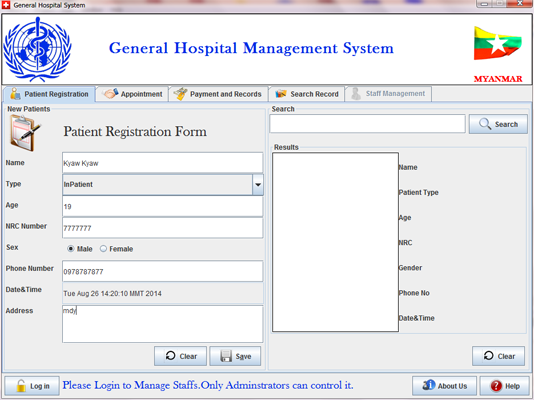 General Hospital System
General Hospital Management System
MYANMAR
Patient Registration
Appointment
Payment and Records
Search Record
Staff Management
New Patients
Patient Registration Form
Name
Kyaw Kyaw
Type
InPatient
Age
19
NRC Number
7777777
Sex
Male
Female
Phone Number
0978787877
Date&Time
Tue Aug 26 14:20:10 MMT 2014
Address
mdy
Clear
Save
Search
Search
Results
Name
Patient Type
Age
NRC
Gender
Phone No
Date&Time
Clear
Log in
Please Login to Manage Staffs.Only Adminstrators can control it.
About Us
Help